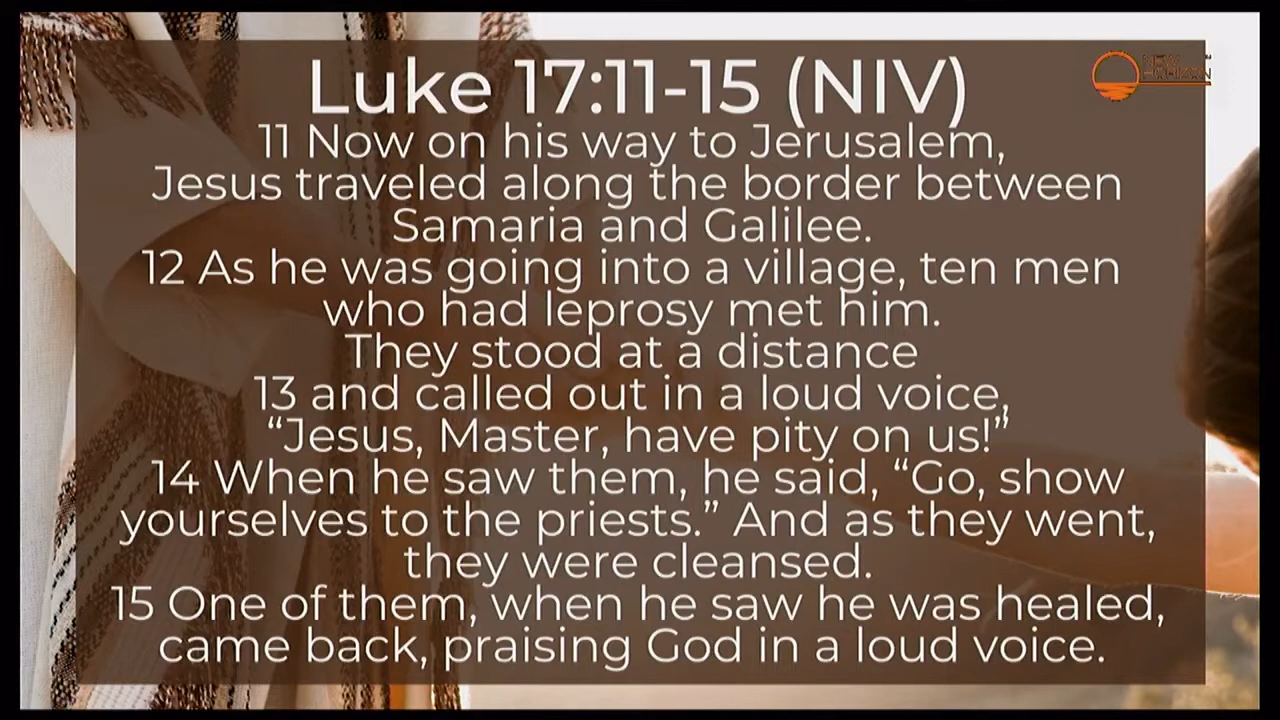 Luke 17:11-15 (NIV)
NEW
HORIZON
11 Now on his way to Jerusalem,
Jesus traveled along the border between
Samaria and Galilee.
12 As he was going into a village, ten men
who had leprosy met him.
They stood at a distance
13 and called out in a loud voice,
“Jesus, Master, have pity on us!”
14 When he saw them, he said, “Go, show
yourselves to the priests.” And as they went,
they were cleansed.
15 One of them, when he saw he was healed,
came back, praising God in a loud voice.